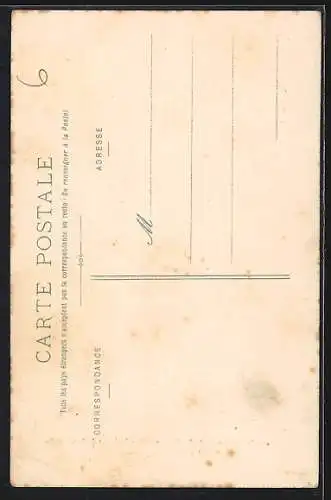 6
CARTE POSTALE
Tous les pays étrangers n'acceptent pas la correspondance au recto (Se renseigner à la Poste)
CORRESPONDANCE
ADRESSE
M